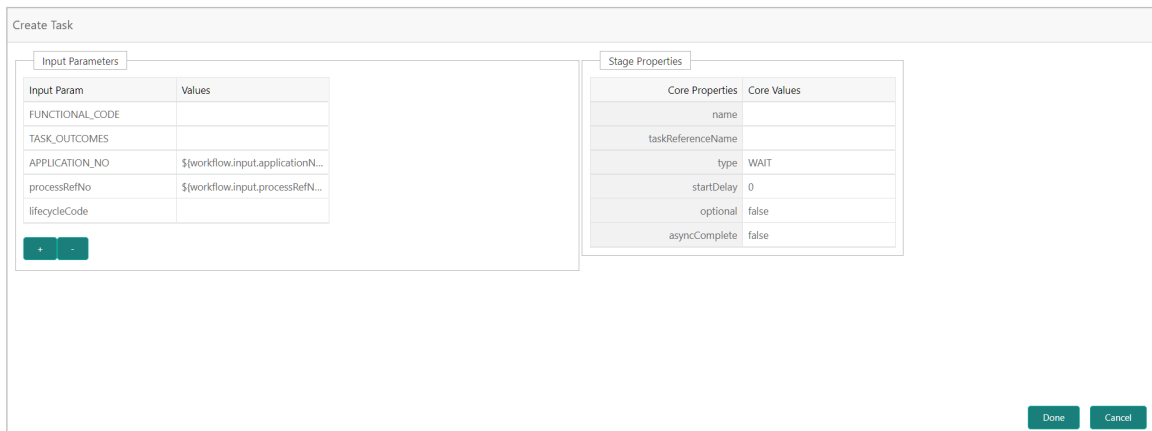 Create Task
Input Parameters
Input Param Values
FUNCTIONAL_CODE
TASK_OUTCOMES
APPLICATION_NO ${workflow.input.applicationN...
processRefNo ${workflow.input.processRefN...
lifecycleCode
+ -
Stage Properties
Core Properties Core Values
name
taskReferenceName
type WAIT
startDelay 0
optional false
asyncComplete false
Done Cancel